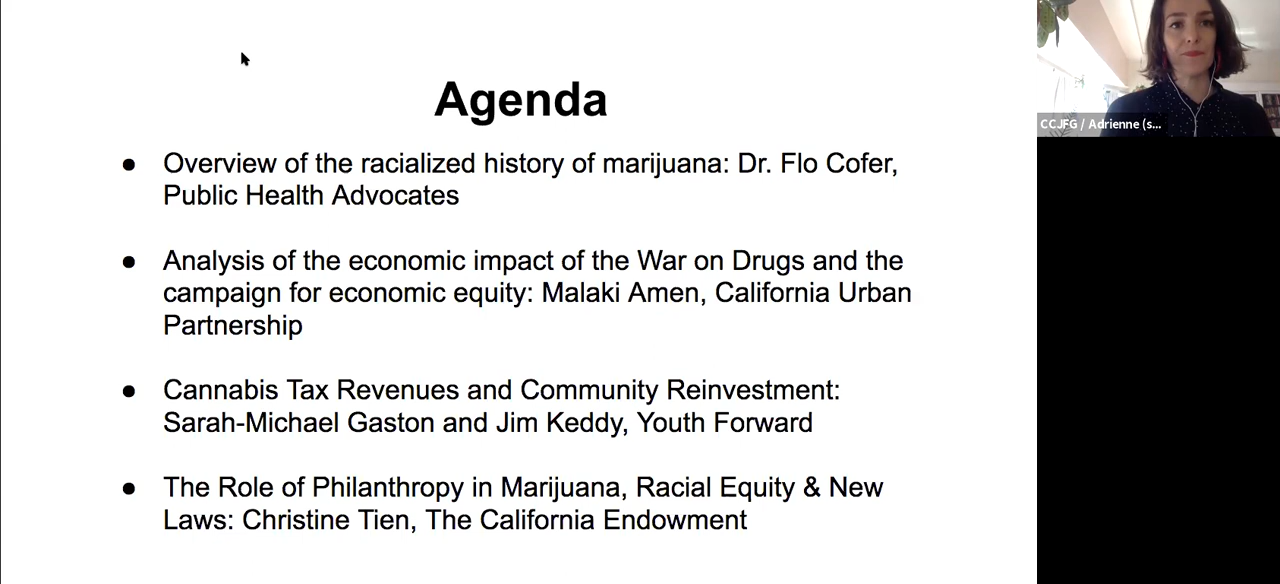 Agenda
● Overview of the racialized history of marijuana: Dr. Flo Cofer,
Public Health Advocates
● Analysis of the economic impact of the War on Drugs and the
campaign for economic equity: Malaki Amen, California Urban
Partnership
● Cannabis Tax Revenues and Community Reinvestment:
Sarah-Michael Gaston and Jim Keddy, Youth Forward
● The Role of Philanthropy in Marijuana, Racial Equity & New
Laws: Christine Tien, The California Endowment
CCJFG / Adrienne (s...